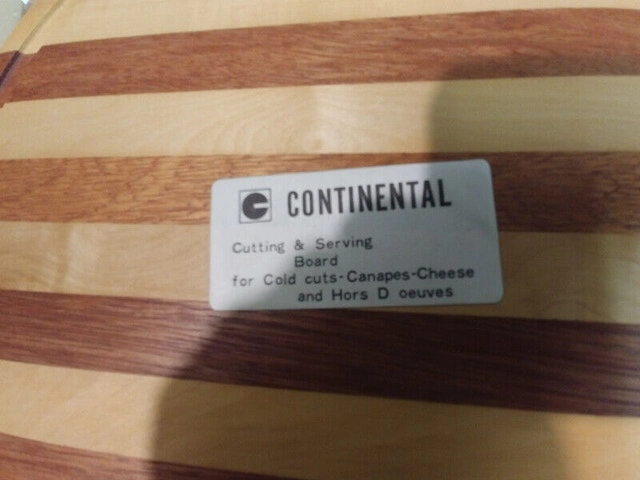 CONTINENTAL
Cutting & Serving
Board
for Cold cuts-Canapes-Cheese
and Hors D oeuves